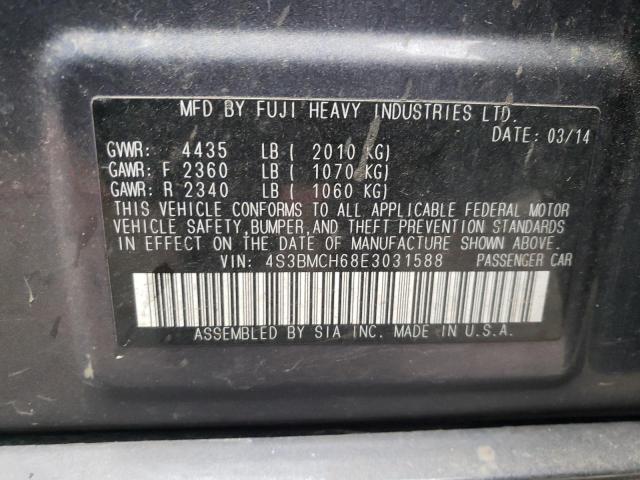 MFD BY FUJI HEAVY INDUSTRIES LTD.
DATE: 03/14
GVWR: 4435 LB ( 2010 KG)
GAWR: F 2360 LB ( 1070 KG)
GAWR: R 2340 LB ( 1060 KG)
THIS VEHICLE CONFORMS TO ALL APPLICABLE FEDERAL MOTOR
VEHICLE SAFETY,BUMPER,AND THEFT PREVENTION STANDARDS
IN EFFECT ON THE DATE OF MANUFACTURE SHOWN ABOVE.
VIN: 4S3BMCH68E3031588 PASSENGER CAR
ASSEMBLED BY SIA INC. MADE IN U.S.A.